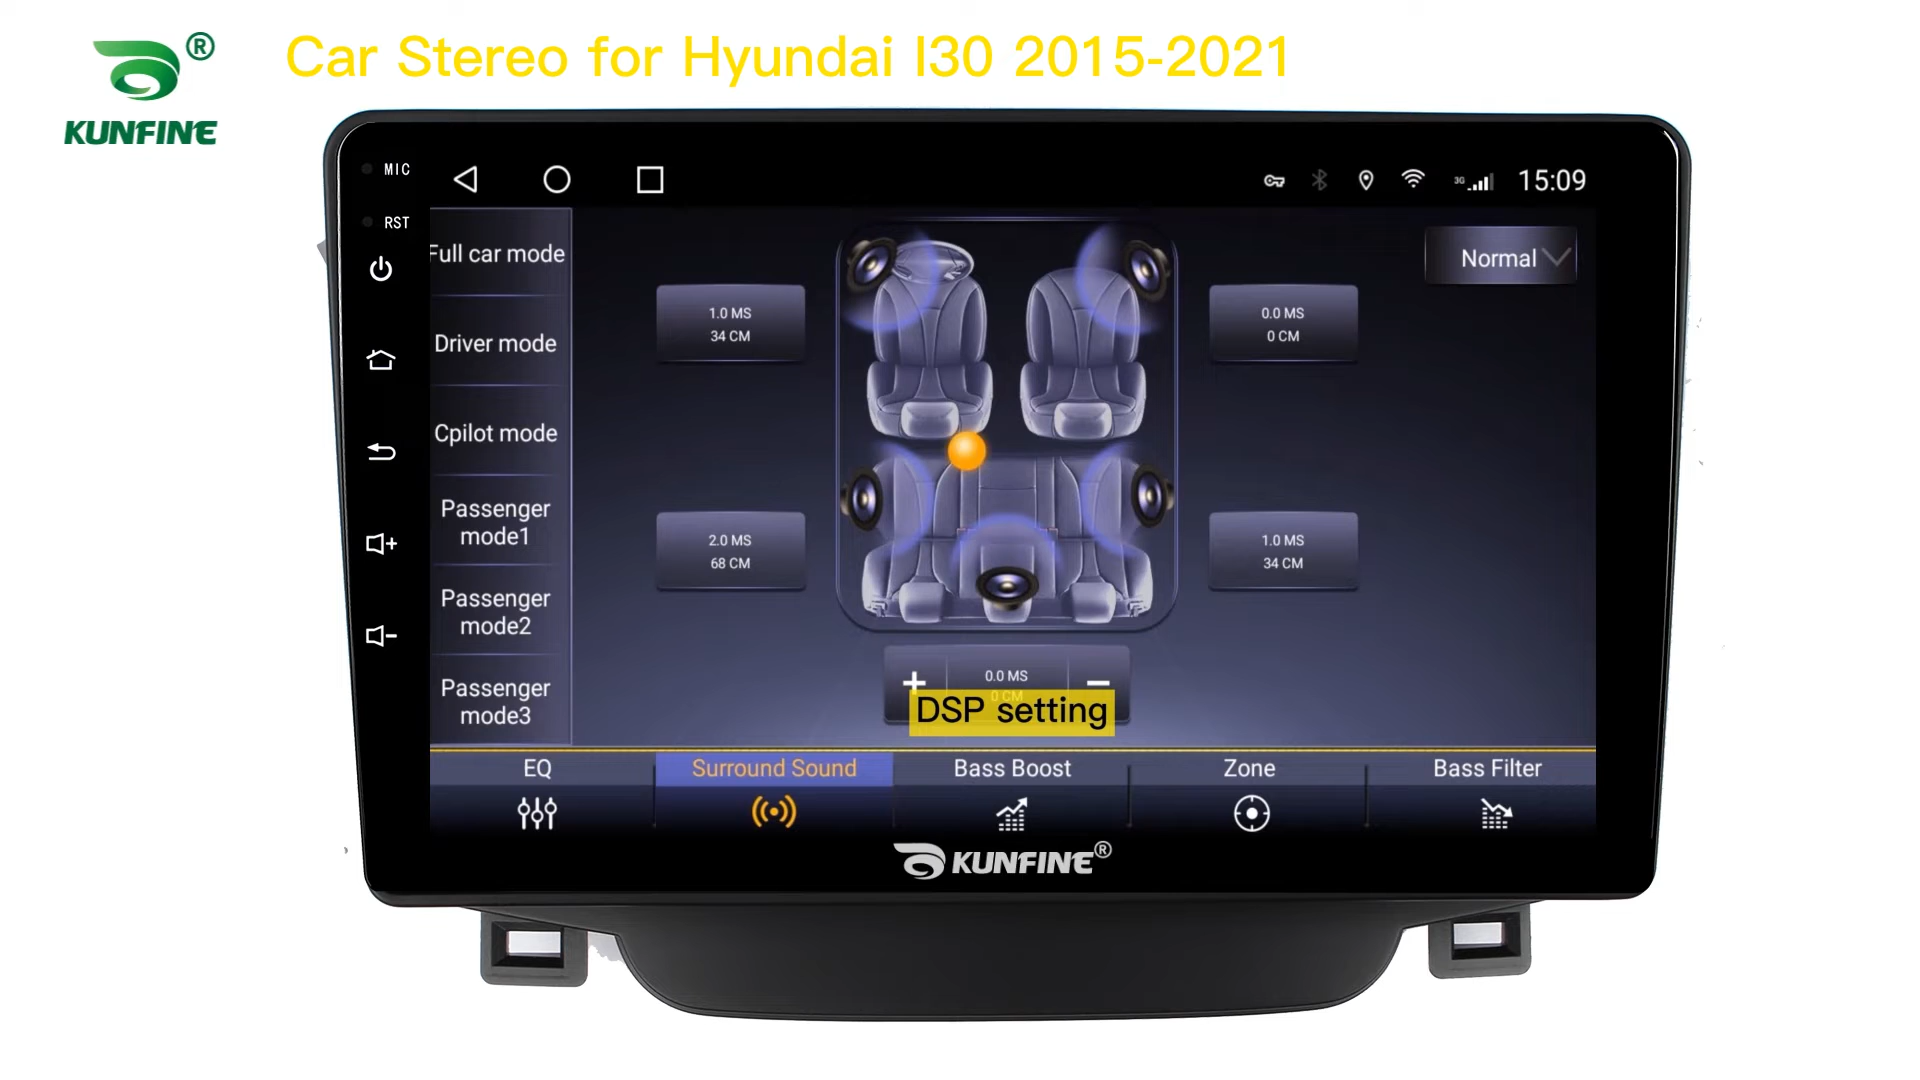 Car Stereo for Hyundai I30 2015-2021
®
KUNFINE
MIC
RST
3G
15:09
Full car mode
Driver mode
Cpilot mode
Passenger
mode1
Passenger
mode2
Passenger
mode3
Normal
1.0 MS
34 CM
0.0 MS
0 CM
2.0 MS
68 CM
1.0 MS
34 CM
+
0.0 MS
0 CM
−
DSP setting
EQ
Surround Sound
Bass Boost
Zone
Bass Filter
KUNFINE®